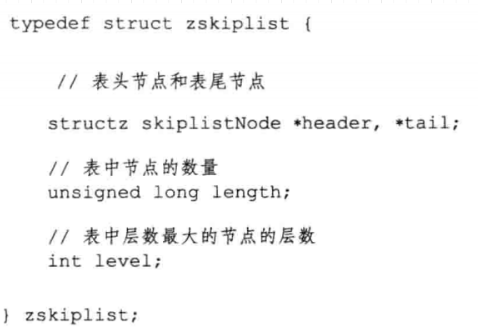 typedef struct zskiplist {
// 表头节点和表尾节点
structz skiplistNode *header, *tail;
// 表中节点的数量
unsigned long length;
// 表中层数最大的节点的层数
int level;
} zskiplist;